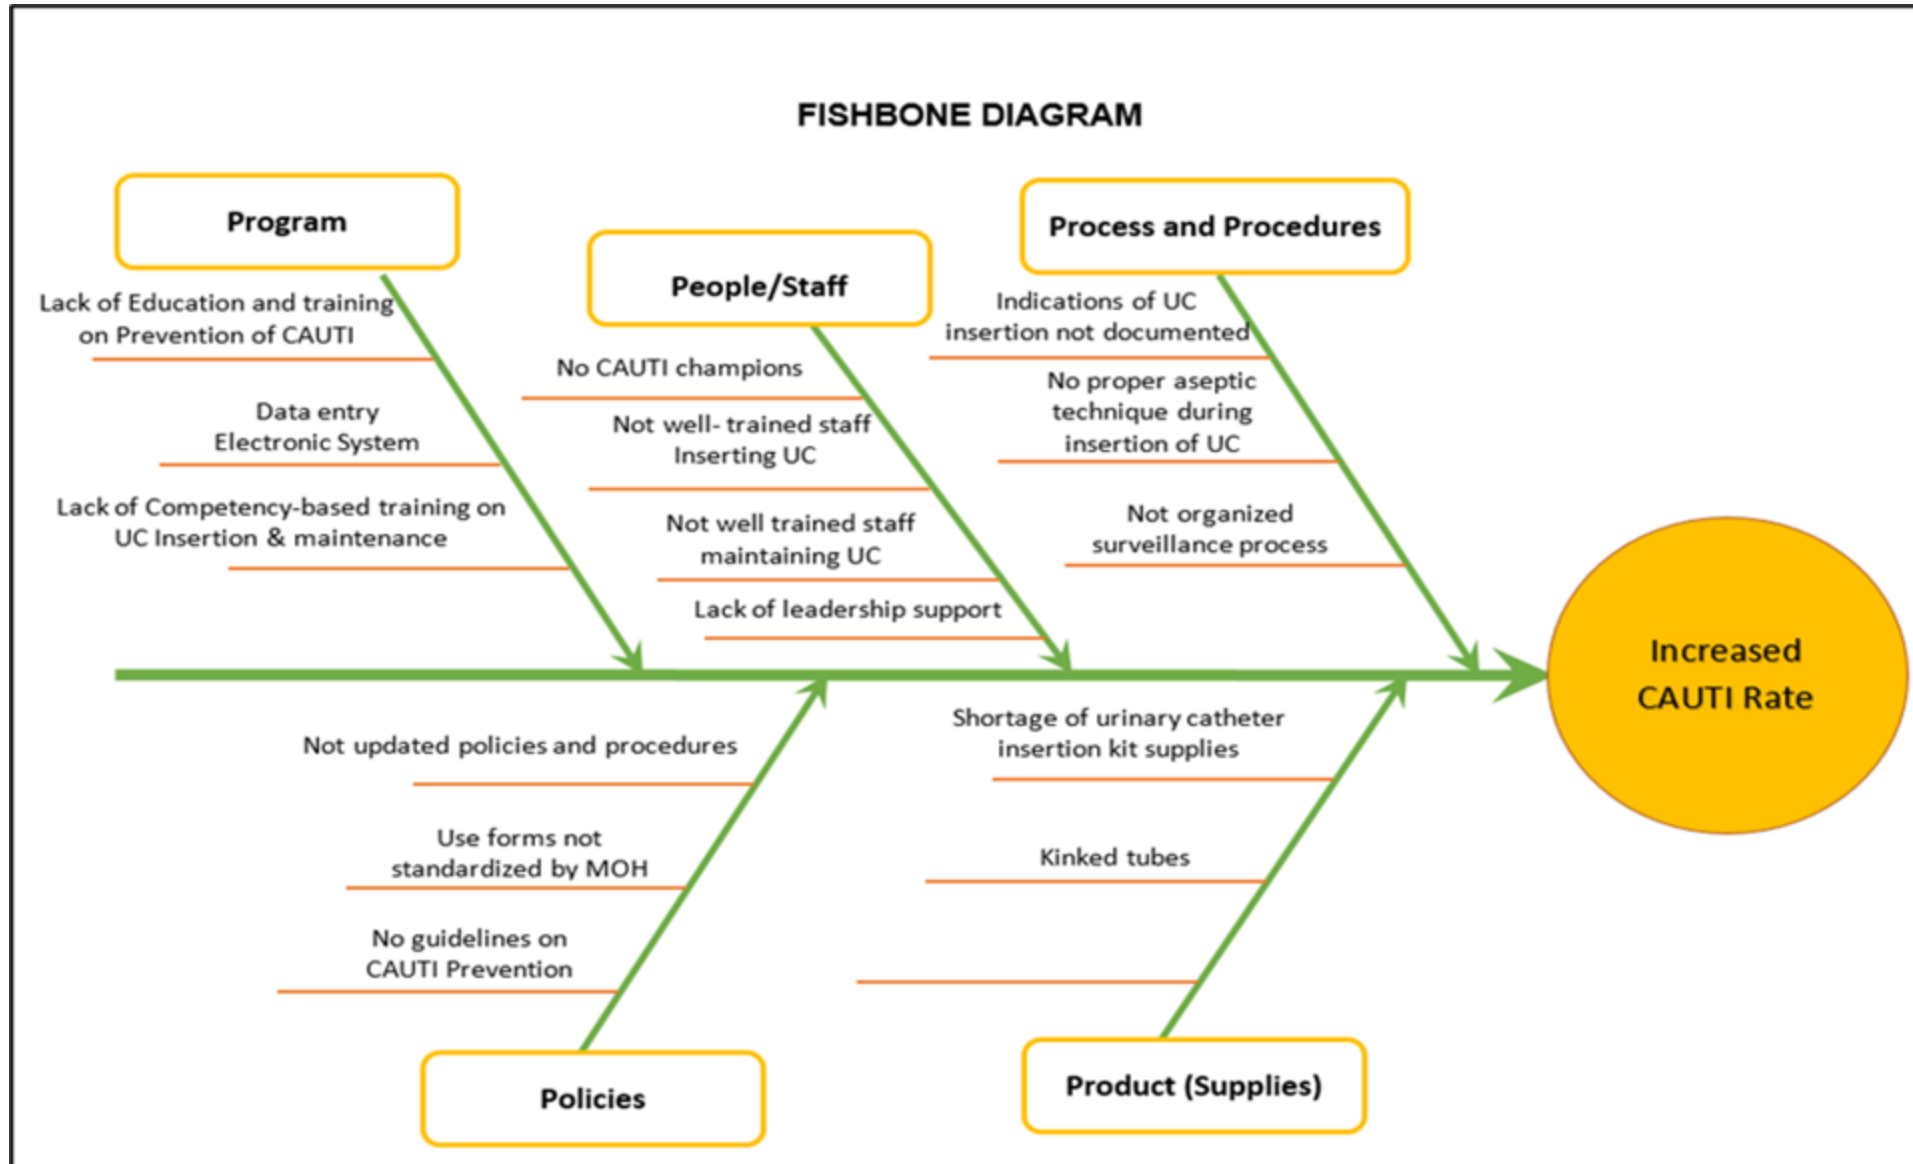 FISHBONE DIAGRAM
Program
Lack of Education and training
on Prevention of CAUTI
Data entry
Electronic System
Lack of Competency-based training on
UC Insertion & maintenance
People/Staff
No CAUTI champions
Not well- trained staff
Inserting UC
Not well trained staff
maintaining UC
Lack of leadership support
Process and Procedures
Indications of UC
insertion not documented
No proper aseptic
technique during
insertion of UC
Not organized
surveillance process
Increased
CAUTI Rate
Not updated policies and procedures
Use forms not
standardized by MOH
No guidelines on
CAUTI Prevention
Policies
Shortage of urinary catheter
insertion kit supplies
Kinked tubes
Product (Supplies)